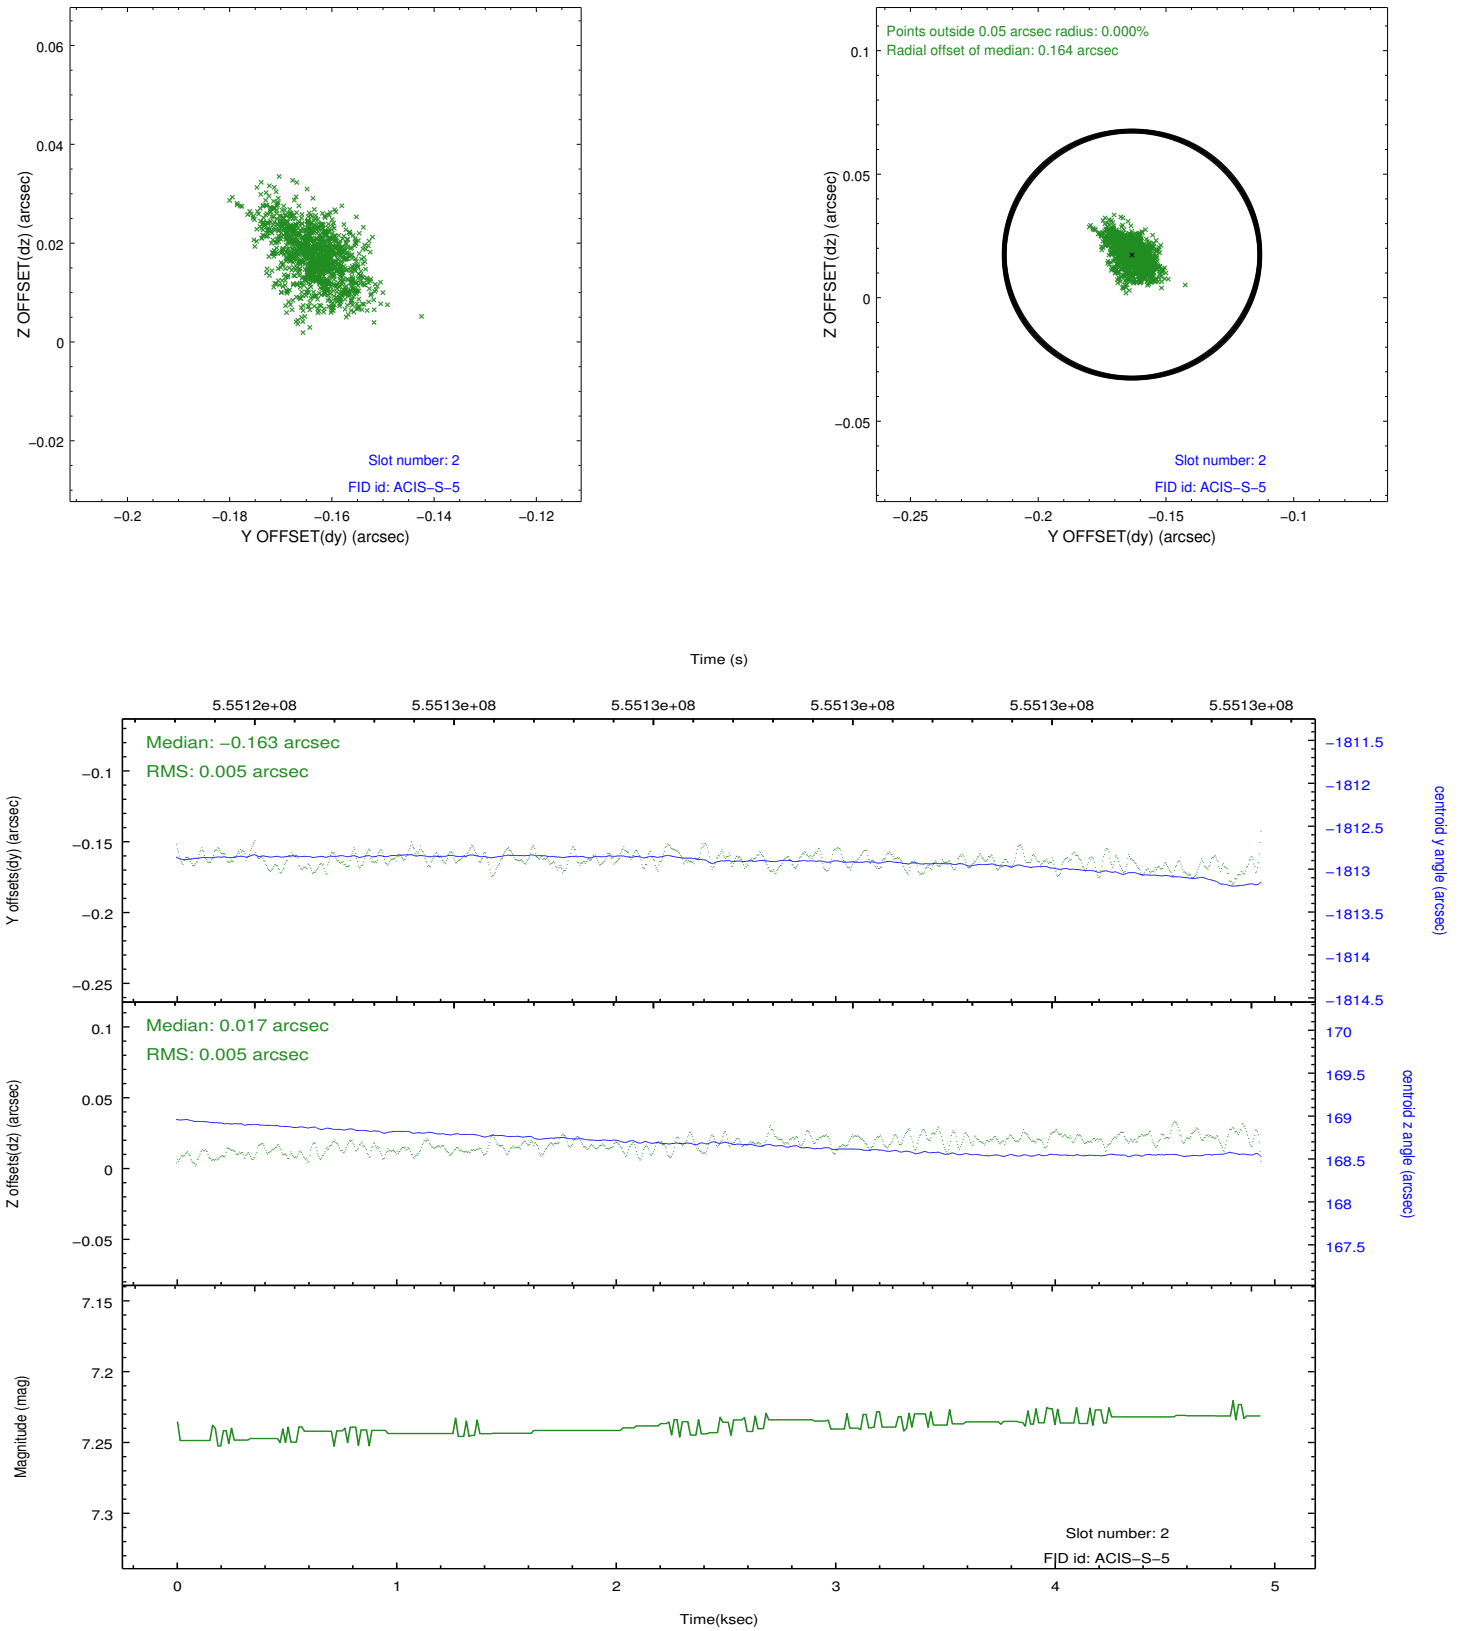 0.06
0.04
0.02
0
−0.02
Z OFFSET(dz) (arcsec)
Slot number: 2
FID id: ACIS−S−5
−0.2
−0.18
−0.16
−0.14
−0.12
Y OFFSET(dy) (arcsec)
Points outside 0.05 arcsec radius: 0.000%
Radial offset of median: 0.164 arcsec
0.1
0.05
0
−0.05
Z OFFSET(dz) (arcsec)
Slot number: 2
FID id: ACIS−S−5
−0.25
−0.2
−0.15
−0.1
Y OFFSET(dy) (arcsec)
Time (s)
5.5512e+08
5.5513e+08
5.5513e+08
5.5513e+08
5.5513e+08
5.5513e+08
Median: −0.163 arcsec
RMS: 0.005 arcsec
−0.1
−0.15
−0.2
−0.25
Y offsets(dy) (arcsec)
−1811.5
−1812
−1812.5
−1813
−1813.5
−1814
−1814.5
centroid y angle (arcsec)
Median: 0.017 arcsec
RMS: 0.005 arcsec
0.1
0.05
0
−0.05
Z offsets(dz) (arcsec)
170
169.5
169
168.5
168
167.5
centroid z angle (arcsec)
7.15
7.2
7.25
7.3
Magnitude (mag)
Slot number: 2
FID id: ACIS−S−5
0
1
2
3
4
5
Time(ksec)